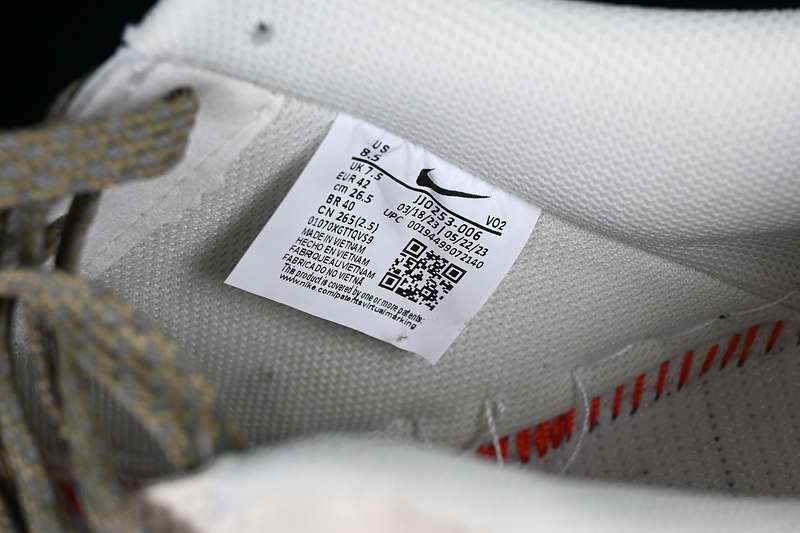 US
8.5
UK 7.5
EUR 42
cm 26.5
BR 40
CN 265(2.5)
01070XGTTQVS9
MADE IN VIETNAM
HECHO EN VIETNAM
FABRIQUE AU VIETNAM
FABRICADO NO VIETNÃ
This product is covered by one or more patents:
www.nike.com/patents
virtualmarking
JJ0253-006 V02
03/18/23 | 05/22/23
UPC 00194499072140